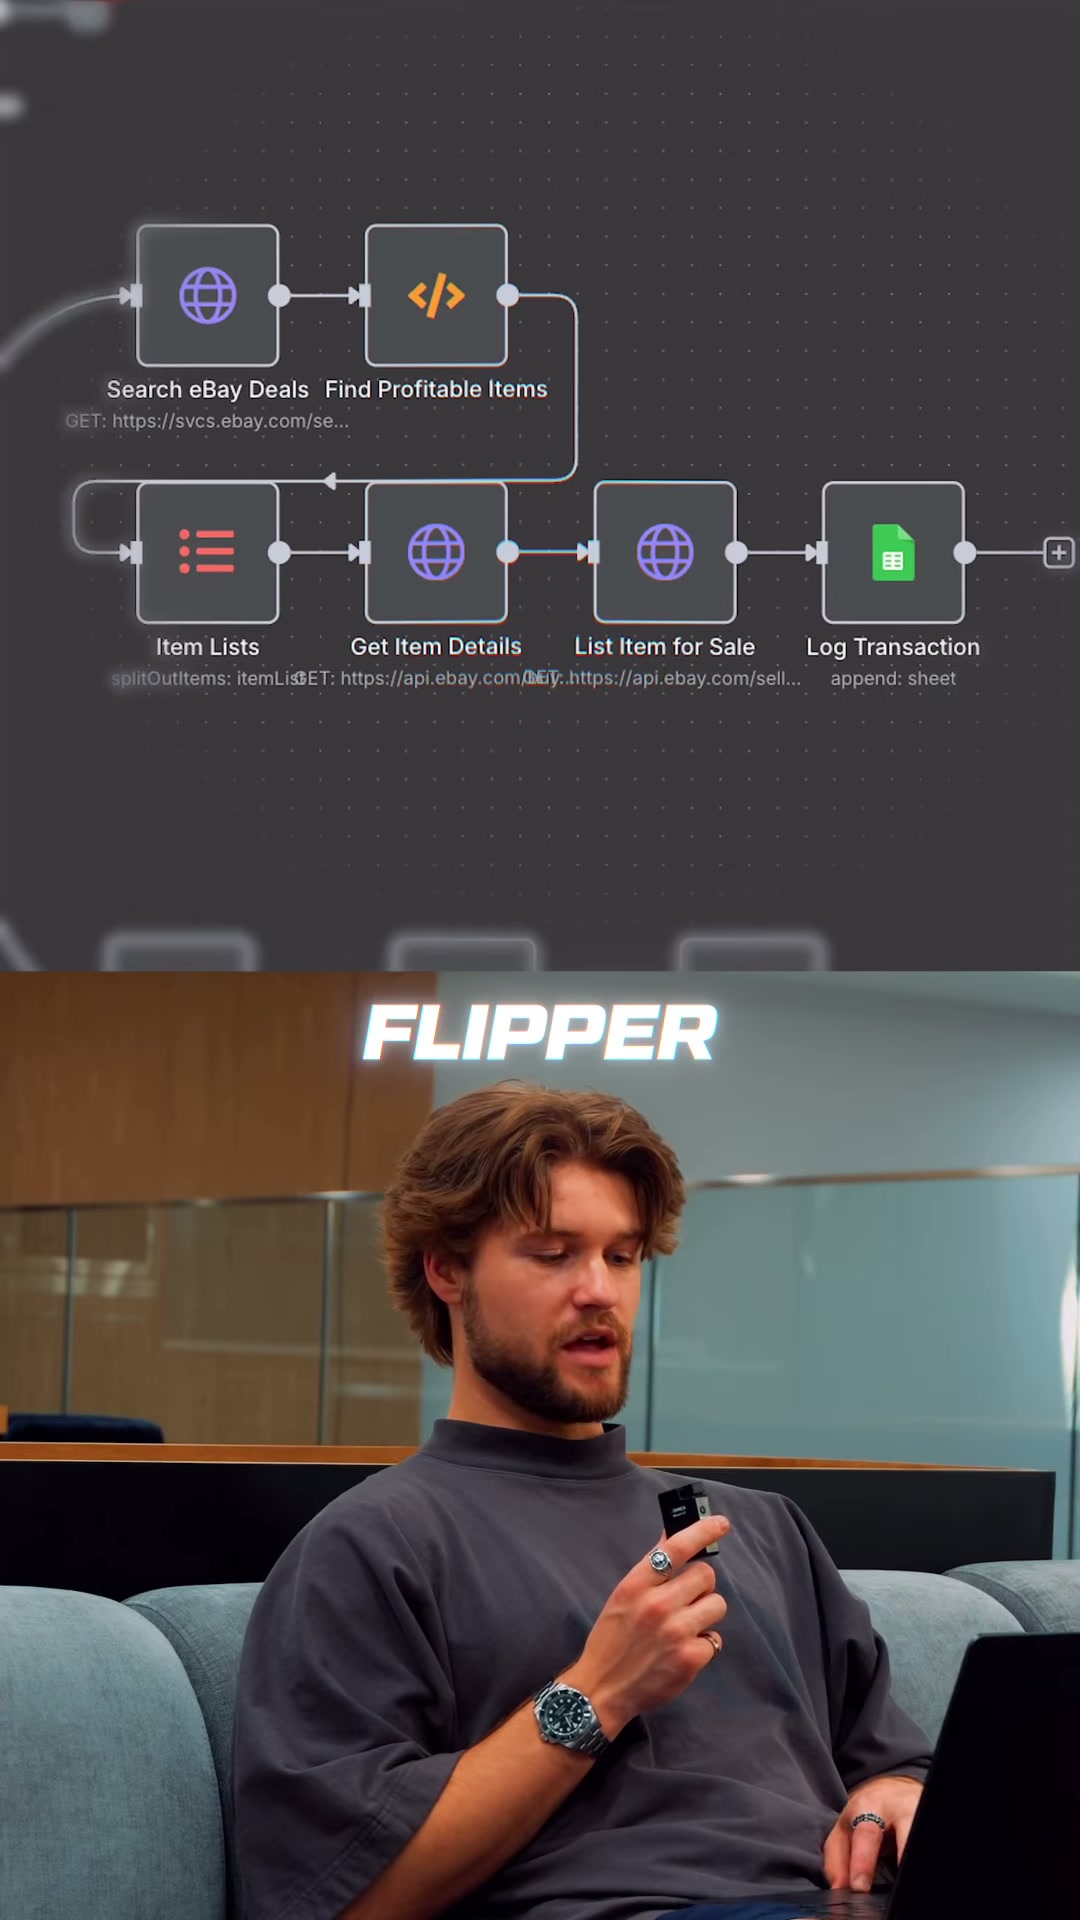 Search eBay Deals
GET: https://svcs.ebay.com/se...
Find Profitable Items
Item Lists
splitOutItems: itemList
Get Item Details
GET: https://api.ebay.com/buy...
List Item for Sale
GET: https://api.ebay.com/sell...
Log Transaction
append: sheet
FLIPPER